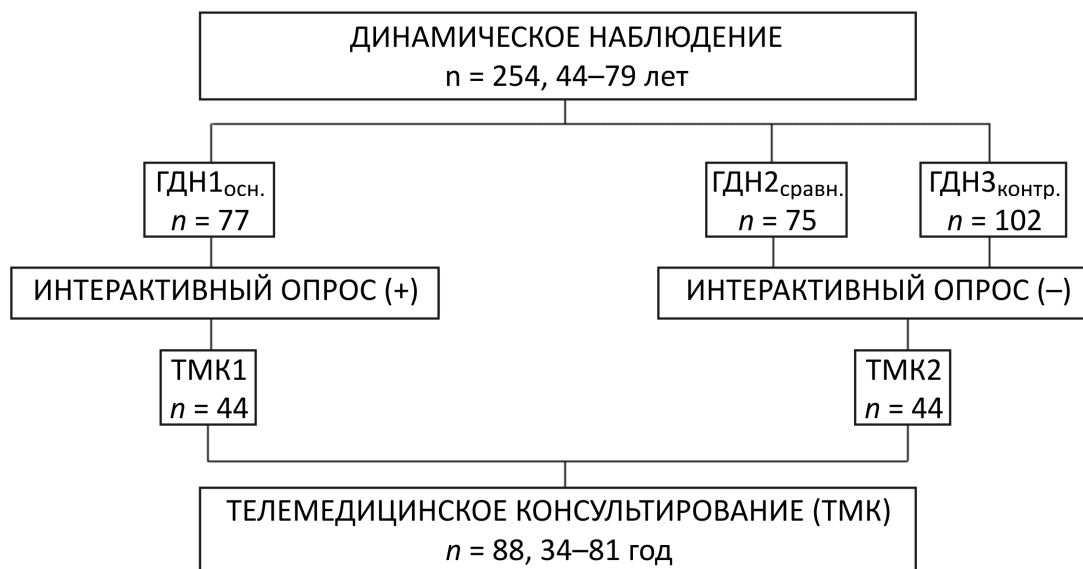 ДИНАМИЧЕСКОЕ НАБЛЮДЕНИЕ
n = 254, 44–79 лет
ГДН1осн.
n = 77
ГДН2сравн.
n = 75
ГДН3контр.
n = 102
ИНТЕРАКТИВНЫЙ ОПРОС (+)
ИНТЕРАКТИВНЫЙ ОПРОС (–)
ТМК1
n = 44
ТМК2
n = 44
ТЕЛЕМЕДИЦИНСКОЕ КОНСУЛЬТИРОВАНИЕ (ТМК)
n = 88, 34–81 год